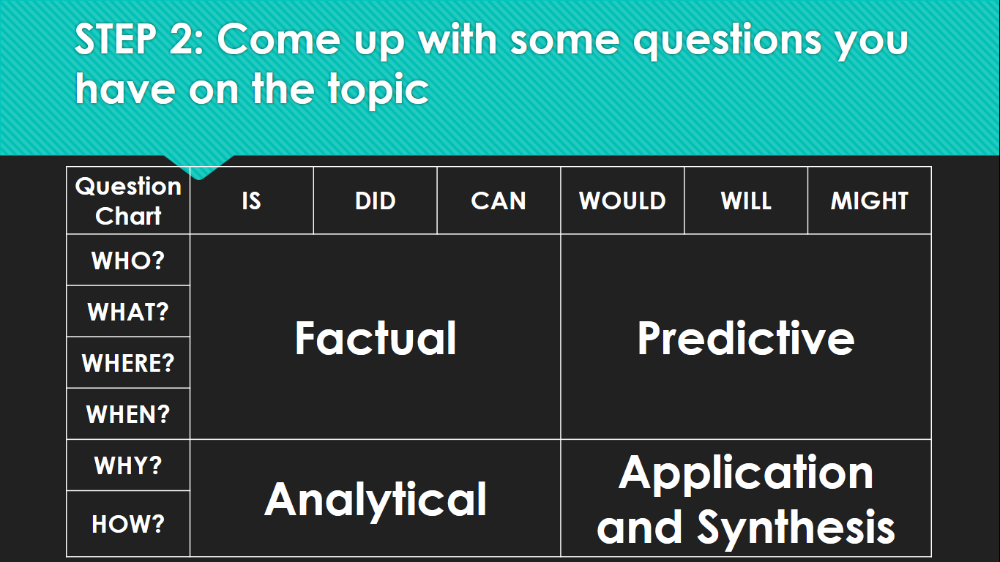 STEP 2: Come up with some questions you
have on the topic
Question
Chart
IS
DID
CAN
WOULD
WILL
MIGHT
WHO?
WHAT?
WHERE?
WHEN?
Factual
Predictive
WHY?
HOW?
Analytical
Application
and Synthesis